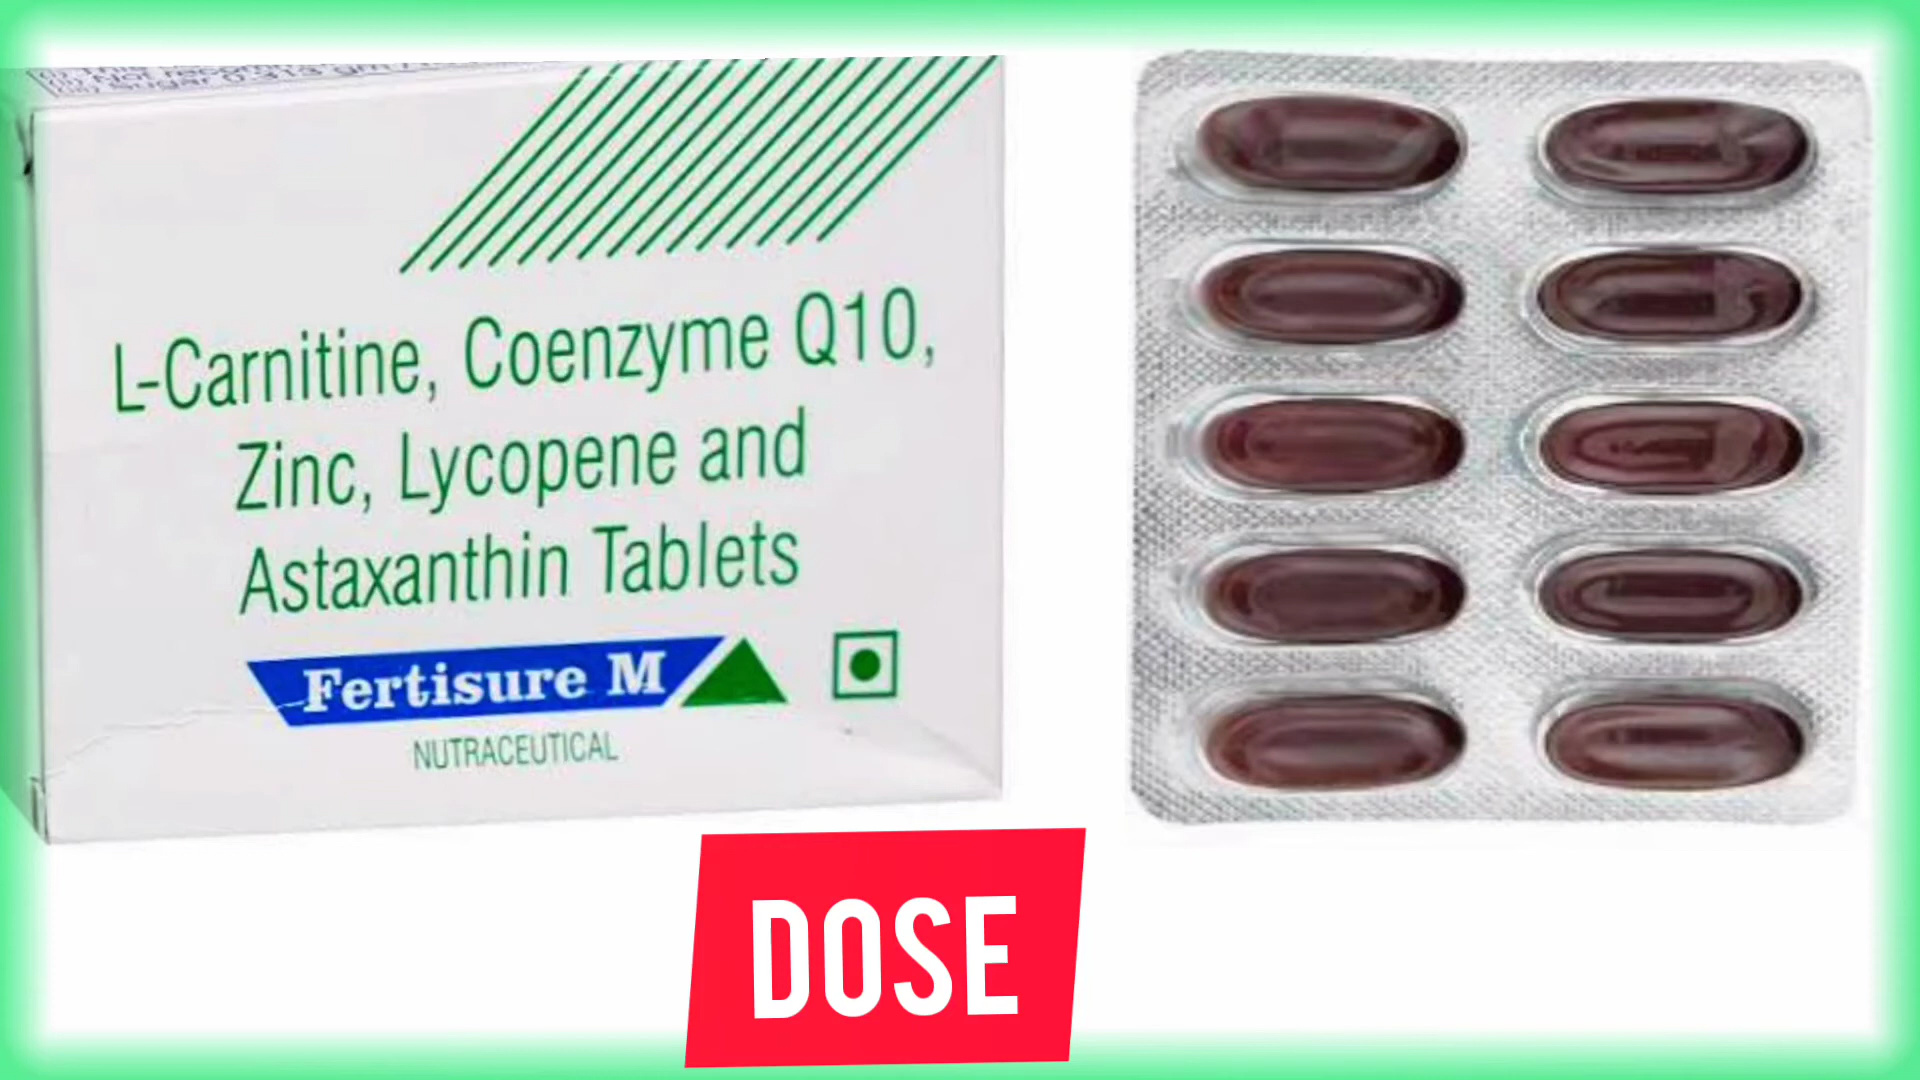 L-Carnitine, Coenzyme Q10,
Zinc, Lycopene and
Astaxanthin Tablets
Fertisure M
NUTRACEUTICAL
DOSE